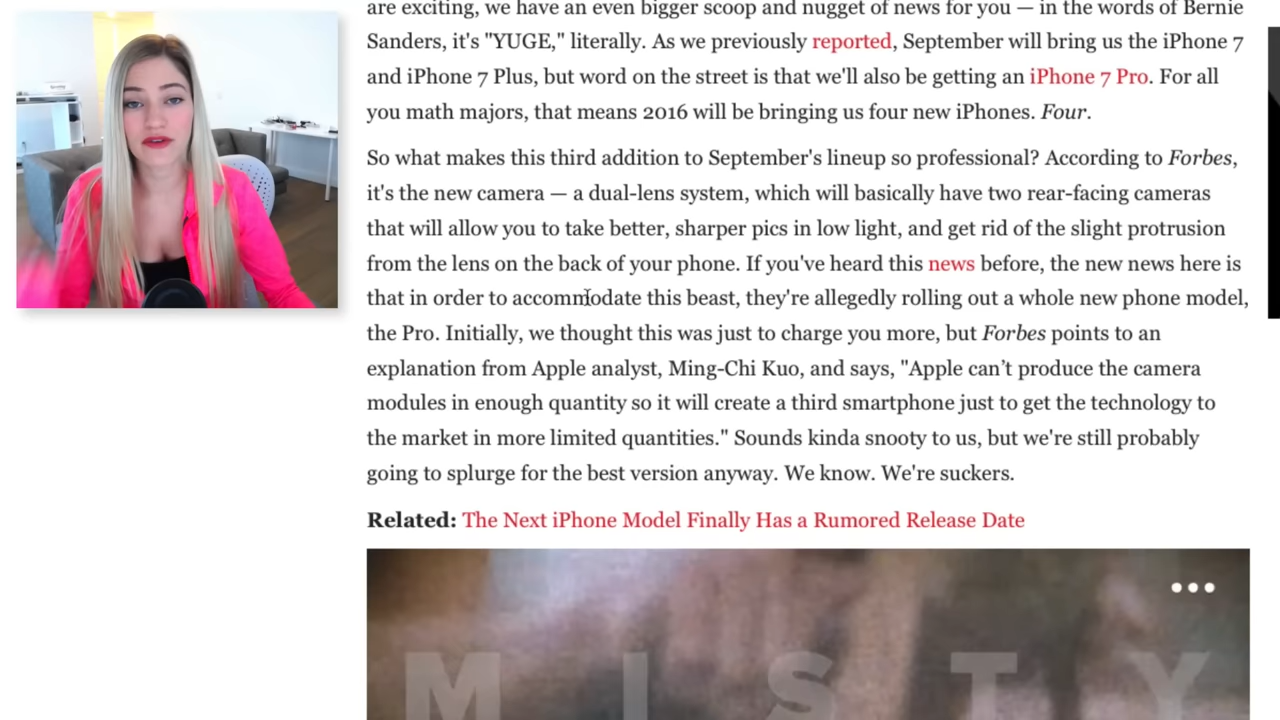 are exciting, we have an even bigger scoop and nugget of news for you — in the words of Bernie
Sanders, it's "YUGE," literally. As we previously reported, September will bring us the iPhone 7
and iPhone 7 Plus, but word on the street is that we'll also be getting an iPhone 7 Pro. For all
you math majors, that means 2016 will be bringing us four new iPhones. Four.
So what makes this third addition to September's lineup so professional? According to Forbes,
it's the new camera — a dual-lens system, which will basically have two rear-facing cameras
that will allow you to take better, sharper pics in low light, and get rid of the slight protrusion
from the lens on the back of your phone. If you've heard this news before, the new news here is
that in order to accommodate this beast, they're allegedly rolling out a whole new phone model,
the Pro. Initially, we thought this was just to charge you more, but Forbes points to an
explanation from Apple analyst, Ming-Chi Kuo, and says, "Apple can’t produce the camera
modules in enough quantity so it will create a third smartphone just to get the technology to
the market in more limited quantities." Sounds kinda snooty to us, but we're still probably
going to splurge for the best version anyway. We know. We're suckers.
Related: The Next iPhone Model Finally Has a Rumored Release Date
MISTY